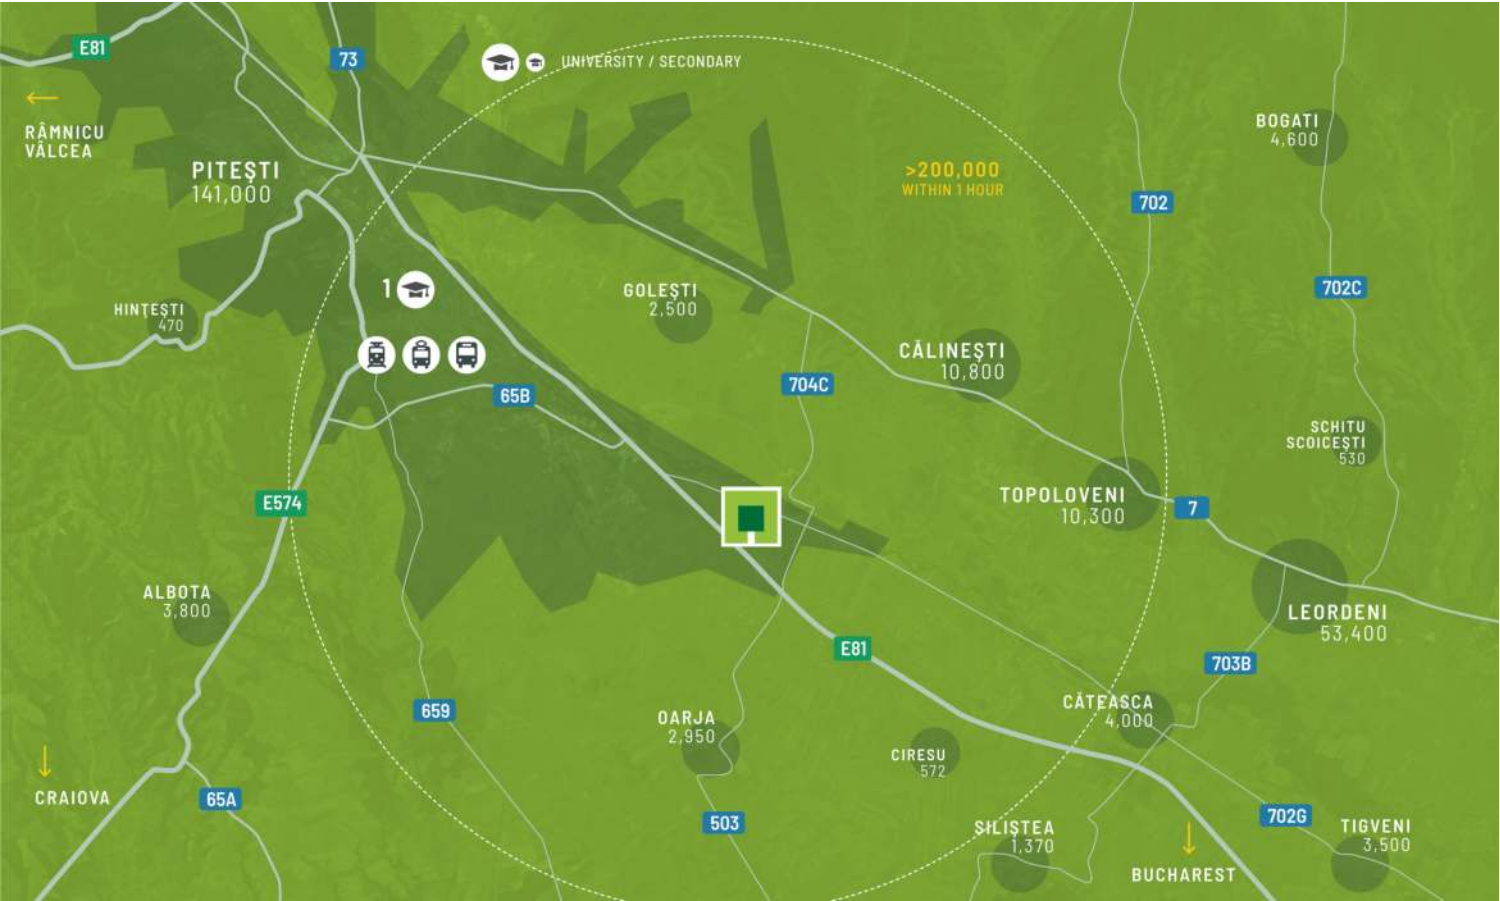 E81
73
UNIVERSITY / SECONDARY
RÂMNICU
VÂLCEA
PITEȘTI
141,000
>200,000
WITHIN 1 HOUR
BOGATI
4,600
702
702C
1
GOLEȘTI
2,500
HINȚEȘTI
470
CĂLINEȘTI
10,800
704C
65B
SCHITU
SCOICEȘTI
530
E574
TOPOLOVENI
10,300
7
ALBOTA
3,800
LEORDENI
53,400
E81
703B
659
OARJA
2,950
CĂTEASCA
4,000
CIRESU
572
CRAIOVA
65A
503
SILIȘTEA
1,370
702G
TIGVENI
3,500
BUCHAREST